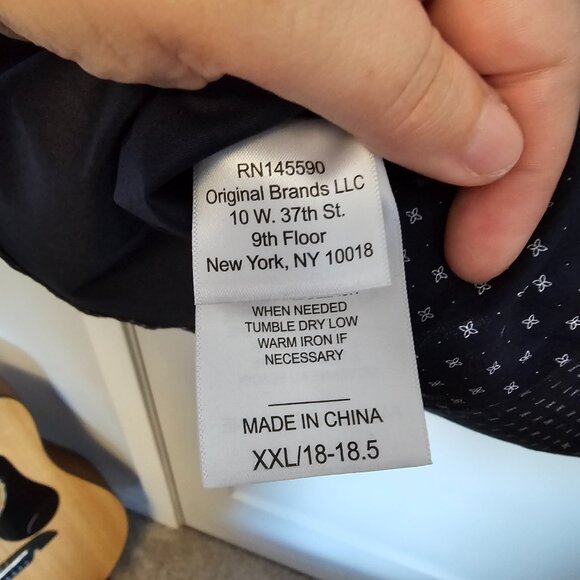 RN145590
Original Brands LLC
10 W. 37th St.
9th Floor
New York, NY 10018
WHEN NEEDED
TUMBLE DRY LOW
WARM IRON IF
NECESSARY
MADE IN CHINA
XXL/18-18.5